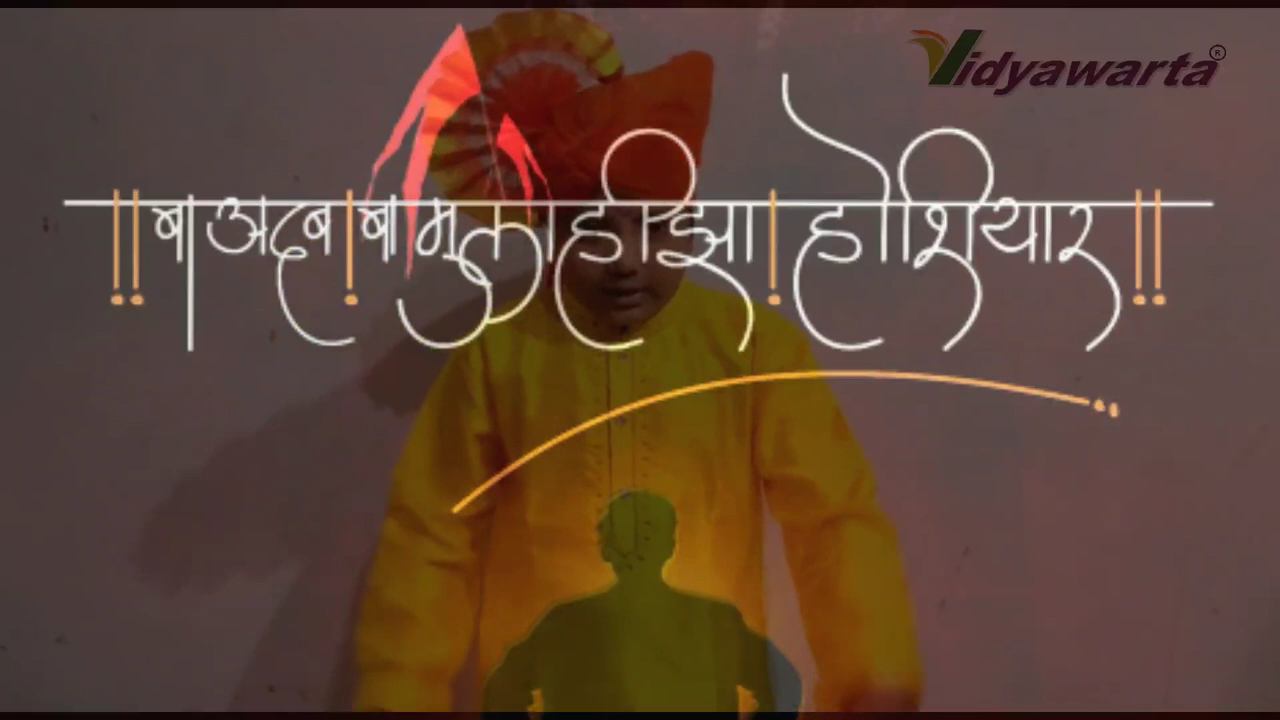 Vidyawarta®
॥ बा अदब । बा मुलाहीझा । होशियार ॥